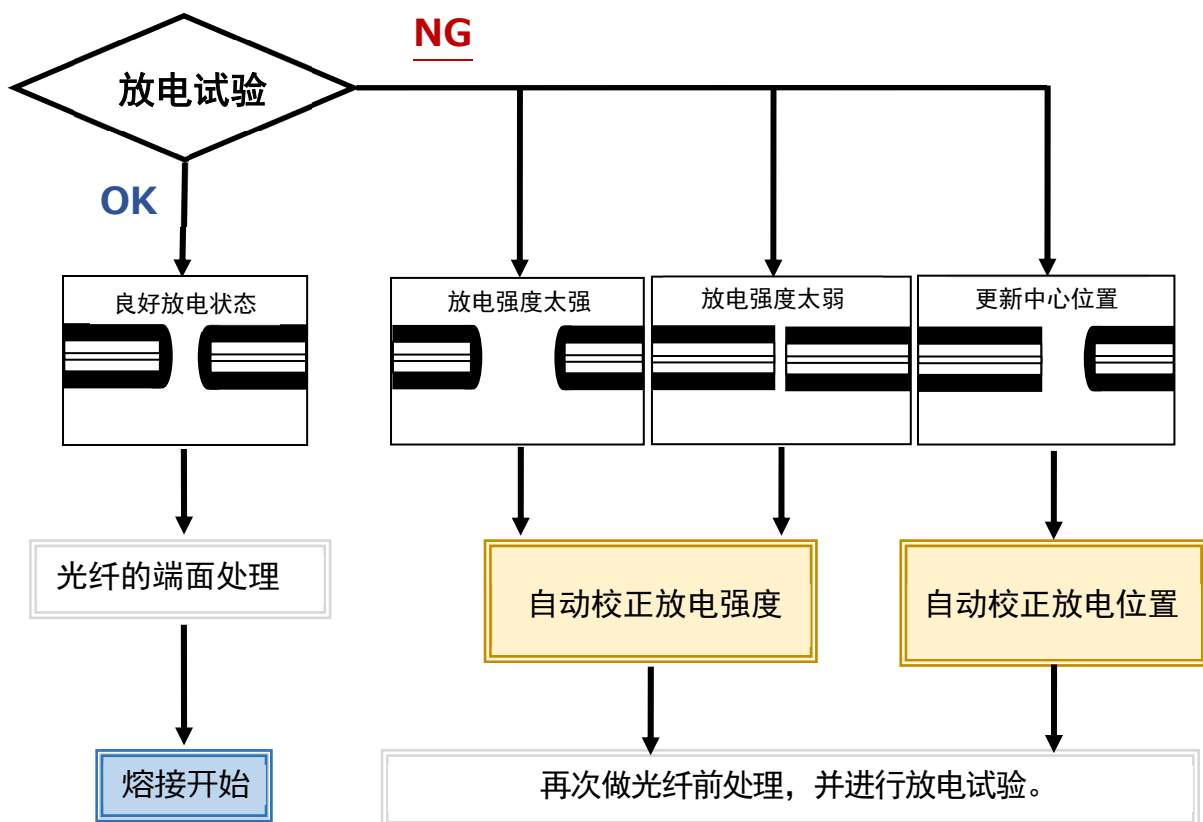 放电试验
NG
OK
良好放电状态
放电强度太强
放电强度太弱
更新中心位置
光纤的端面处理
自动校正放电强度
自动校正放电位置
熔接开始
再次做光纤前处理，并进行放电试验。